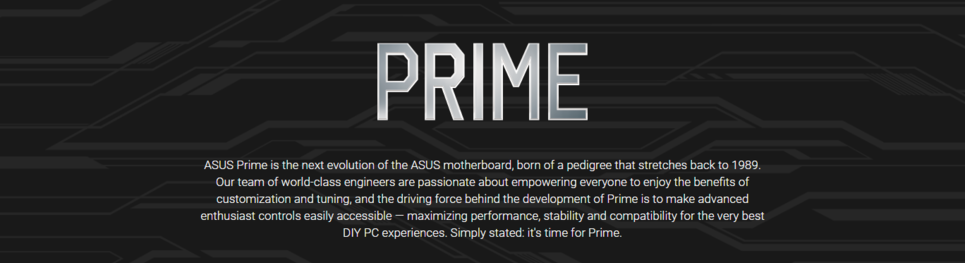 PRIME
ASUS Prime is the next evolution of the ASUS motherboard, born of a pedigree that stretches back to 1989.
Our team of world-class engineers are passionate about empowering everyone to enjoy the benefits of
customization and tuning, and the driving force behind the development of Prime is to make advanced
enthusiast controls easily accessible — maximizing performance, stability and compatibility for the very best
DIY PC experiences. Simply stated: it's time for Prime.